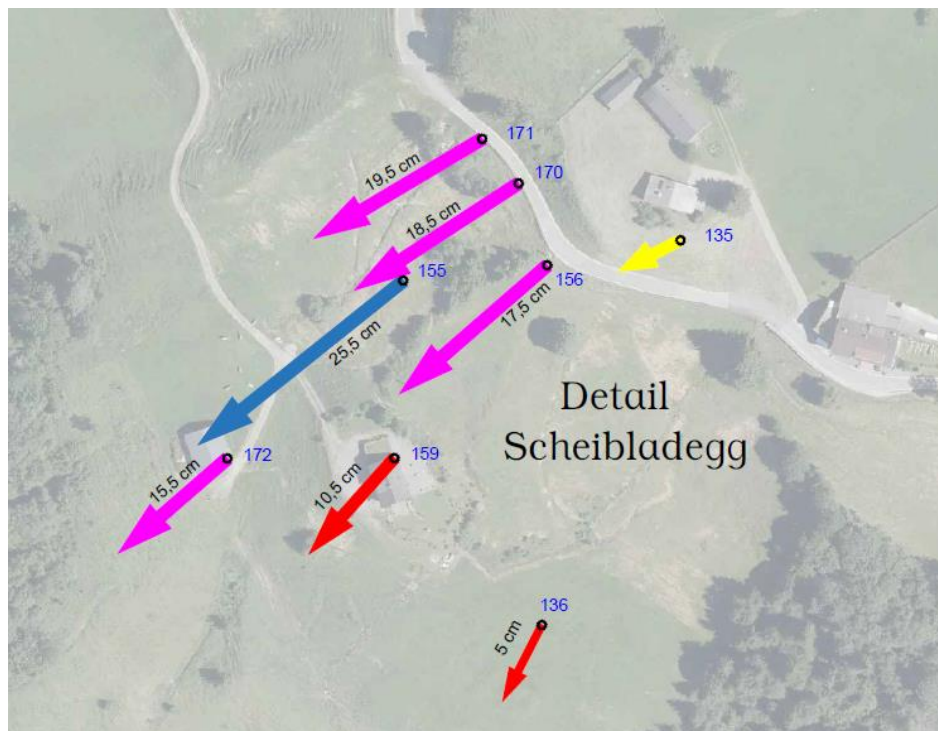 171
19,5 cm
170
18,5 cm
135
155
156
17,5 cm
25,5 cm
Detail
Scheibladegg
172
15,5 cm
159
10,5 cm
136
5 cm